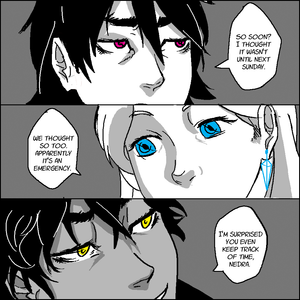 SO SOON?
I THOUGHT
IT WASN'T
UNTIL NEXT
SUNDAY.
WE THOUGHT
SO TOO.
APPARENTLY
IT'S AN
EMERGENCY.
I'M SURPRISED
YOU EVEN
KEEP TRACK
OF TIME,
NEDRA.